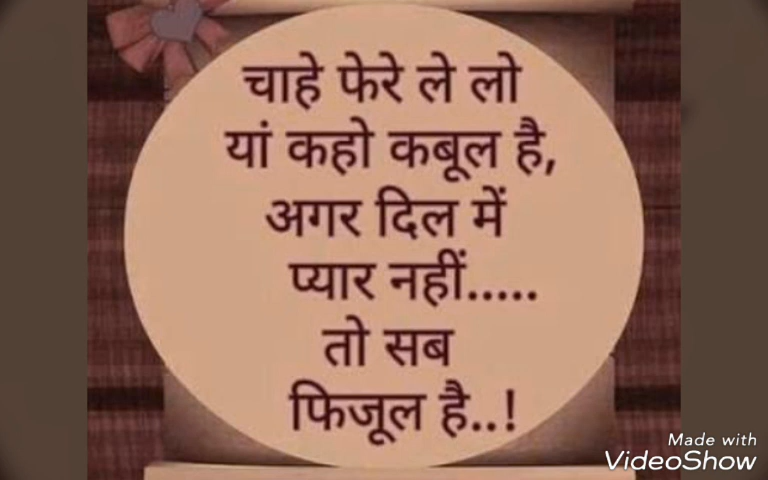 चाहे फेरे ले लो
यां कहो कबूल है,
अगर दिल में
प्यार नहीं.....
तो सब
फिजूल है..!
Made with
VideoShow